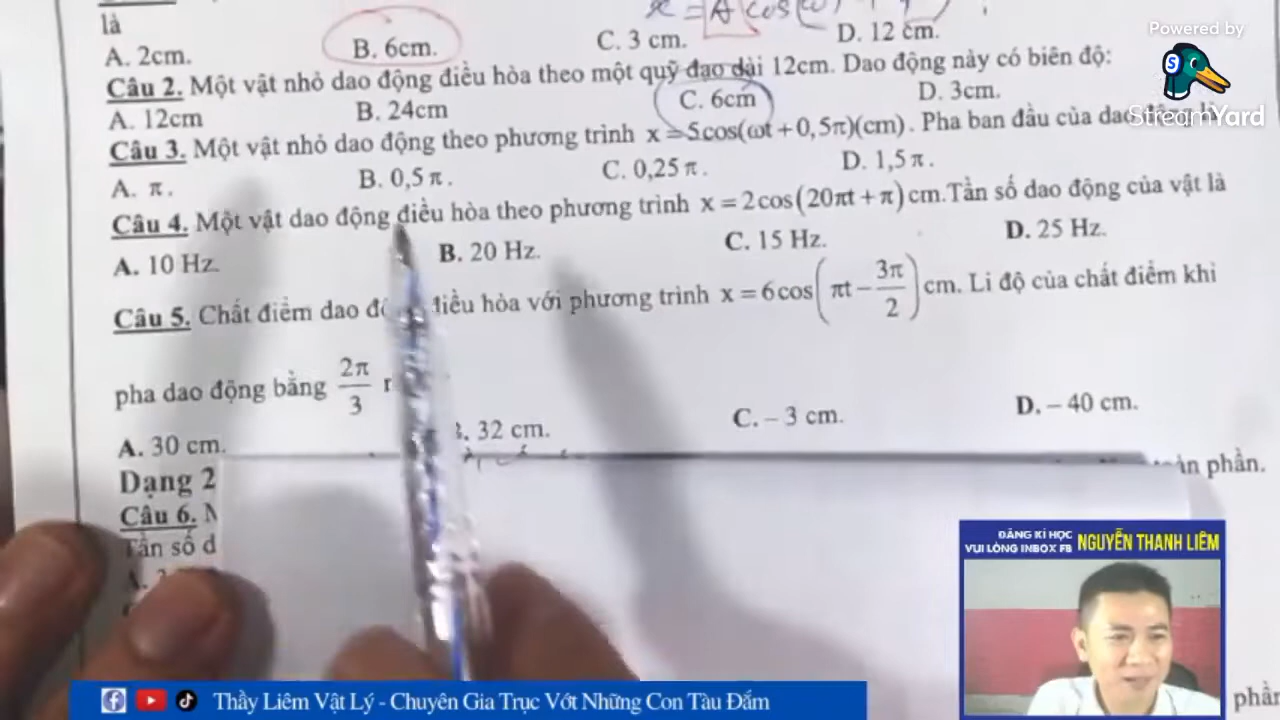 là
x = A cos(
A. 2cm. B. 6cm. C. 3 cm. D. 12 cm.
Câu 2. Một vật nhỏ dao động điều hòa theo một quỹ đạo dài 12cm. Dao động này có biên độ:
A. 12cm B. 24cm C. 6cm D. 3cm.
Câu 3. Một vật nhỏ dao động theo phương trình x = 5cos(ωt + 0,5π)(cm). Pha ban đầu của dao động là
A. π. B. 0,5π. C. 0,25π. D. 1,5π.
Câu 4. Một vật dao động điều hòa theo phương trình x = 2cos(20πt + π) cm.Tần số dao động của vật là
A. 10 Hz. B. 20 Hz. C. 15 Hz. D. 25 Hz.
Câu 5. Chất điểm dao điều hòa với phương trình x = 6cos(πt − 3π/2) cm. Li độ của chất điểm khi
pha dao động bằng 2π/3 r
A. 30 cm. 32 cm. C. – 3 cm. D. – 40 cm.
Dạng 2 phần.
Câu 6.
Tần số d
Powered by
StreamYard
ĐĂNG KÍ HỌC
VUI LÒNG INBOX FB NGUYỄN THANH LIÊM
Thầy Liêm Vật Lý - Chuyên Gia Trục Vớt Những Con Tàu Đắm
phần